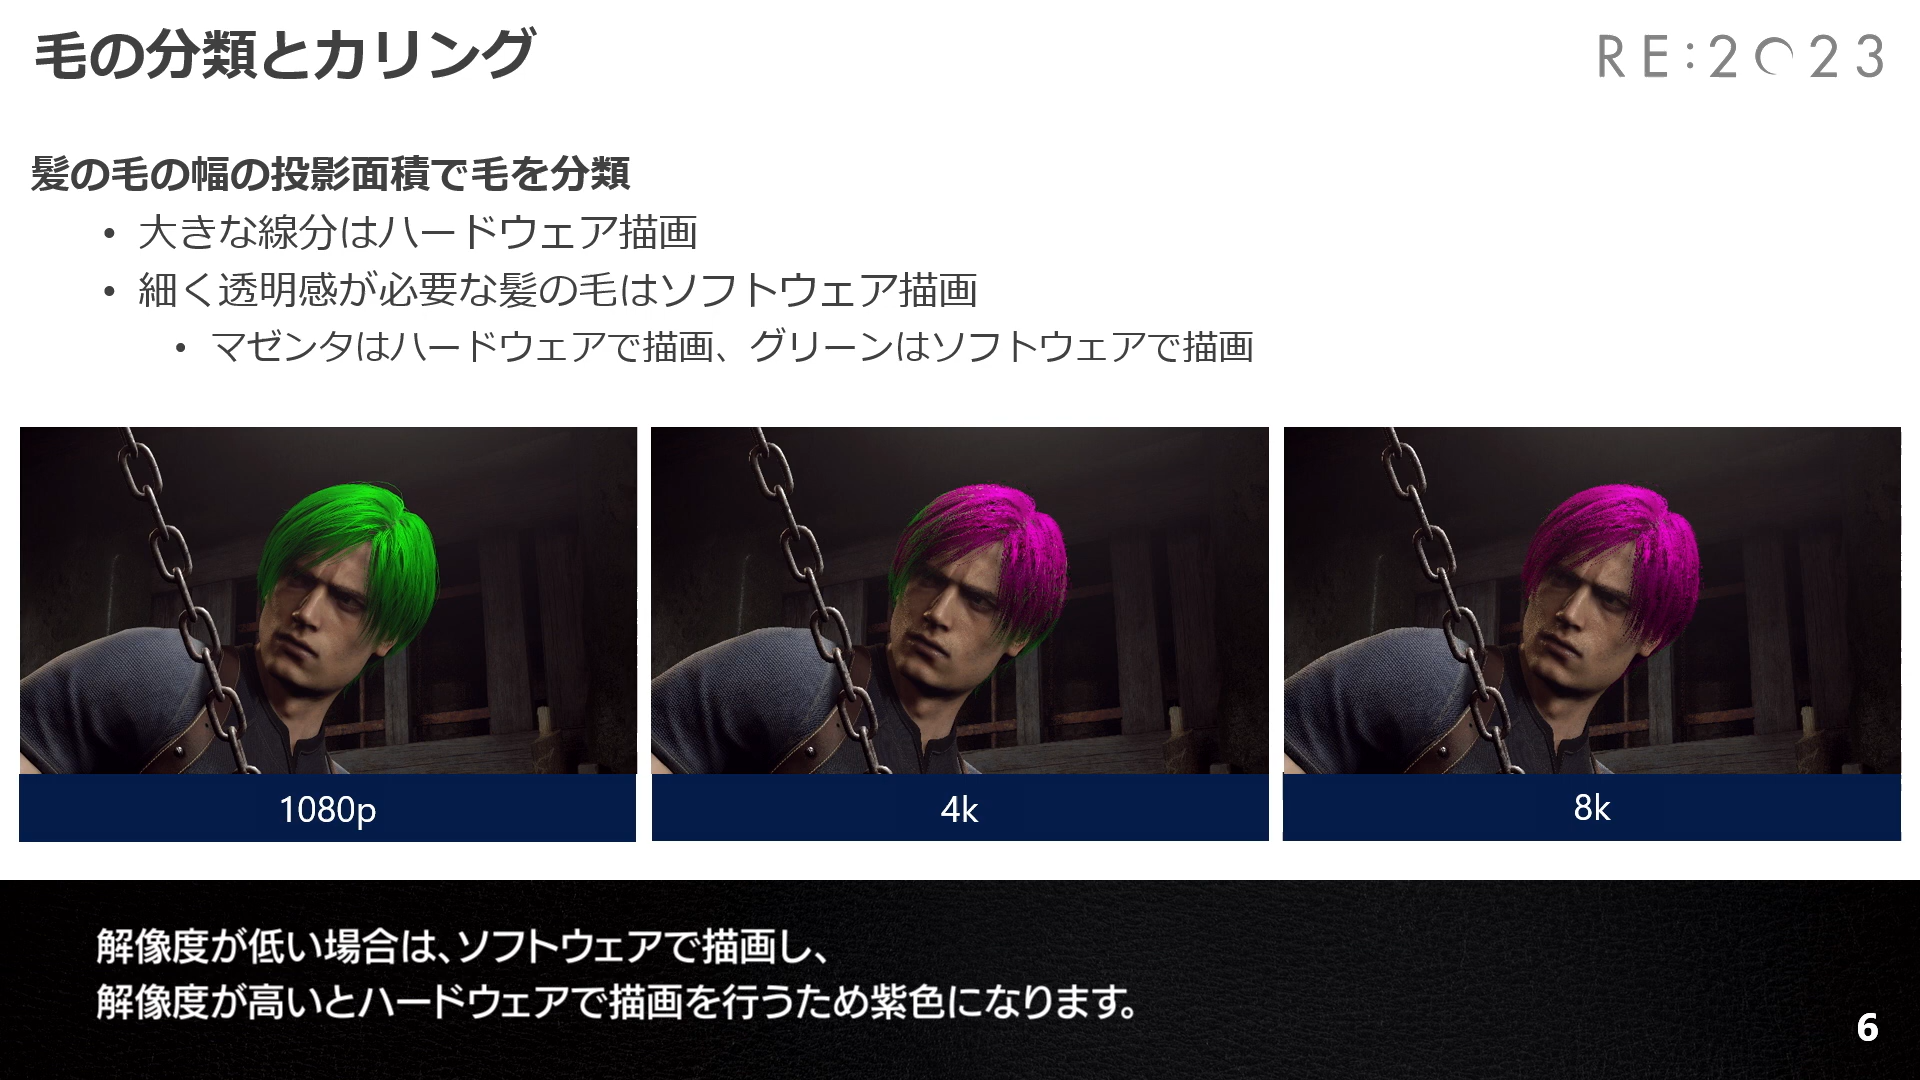 毛の分類とカリング
RE:2023
髪の毛の幅の投影面積で毛を分類
• 大きな線分はハードウェア描画
• 細く透明感が必要な髪の毛はソフトウェア描画
• マゼンタはハードウェアで描画、グリーンはソフトウェアで描画
1080p
4k
8k
解像度が低い場合は、ソフトウェアで描画し、
解像度が高いとハードウェアで描画を行うため紫色になります。
6